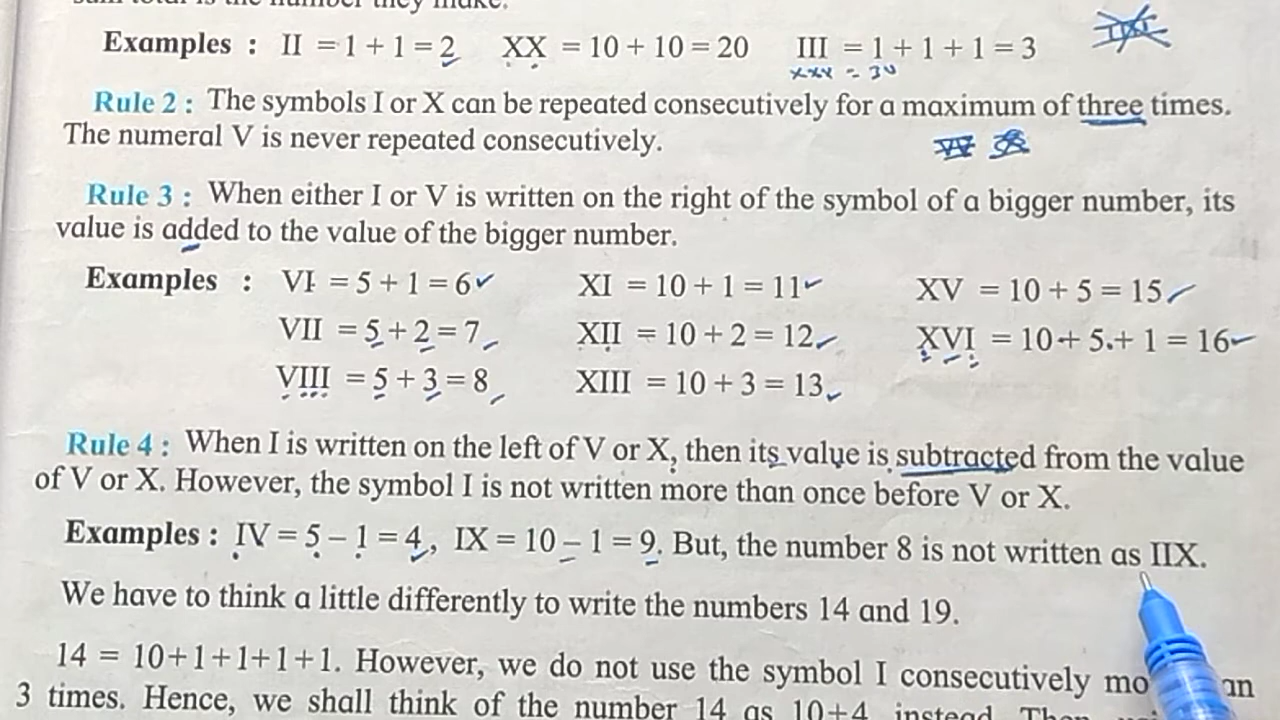 sum total is the number they make.
Examples : II = 1 + 1 = 2 XX = 10 + 10 = 20 III = 1 + 1 + 1 = 3
xxx = 30
Rule 2 : The symbols I or X can be repeated consecutively for a maximum of three times.
The numeral V is never repeated consecutively.
Rule 3 : When either I or V is written on the right of the symbol of a bigger number, its
value is added to the value of the bigger number.
Examples : VI = 5 + 1 = 6 XI = 10 + 1 = 11 XV = 10 + 5 = 15
VII = 5 + 2 = 7 XII = 10 + 2 = 12 XVI = 10 + 5 + 1 = 16
VIII = 5 + 3 = 8 XIII = 10 + 3 = 13
Rule 4 : When I is written on the left of V or X, then its value is subtracted from the value
of V or X. However, the symbol I is not written more than once before V or X.
Examples : IV = 5 – 1 = 4, IX = 10 – 1 = 9. But, the number 8 is not written as IIX.
We have to think a little differently to write the numbers 14 and 19.
14 = 10+1+1+1+1. However, we do not use the symbol I consecutively
3 times. Hence, we shall think of the number 14 as 10+4 instead. Then